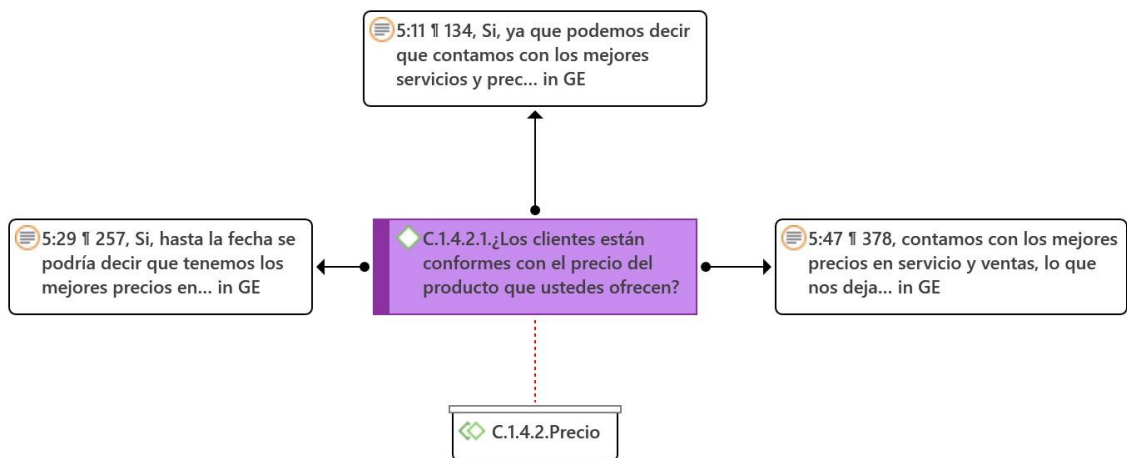 5:11 ¶ 134, Si, ya que podemos decir
que contamos con los mejores
servicios y prec... in GE
5:29 ¶ 257, Si, hasta la fecha se
podría decir que tenemos los
mejores precios en... in GE
C.1.4.2.1.¿Los clientes están
conformes con el precio del
producto que ustedes ofrecen?
5:47 ¶ 378, contamos con los mejores
precios en servicio y ventas, lo que
nos deja... in GE
C.1.4.2.Precio